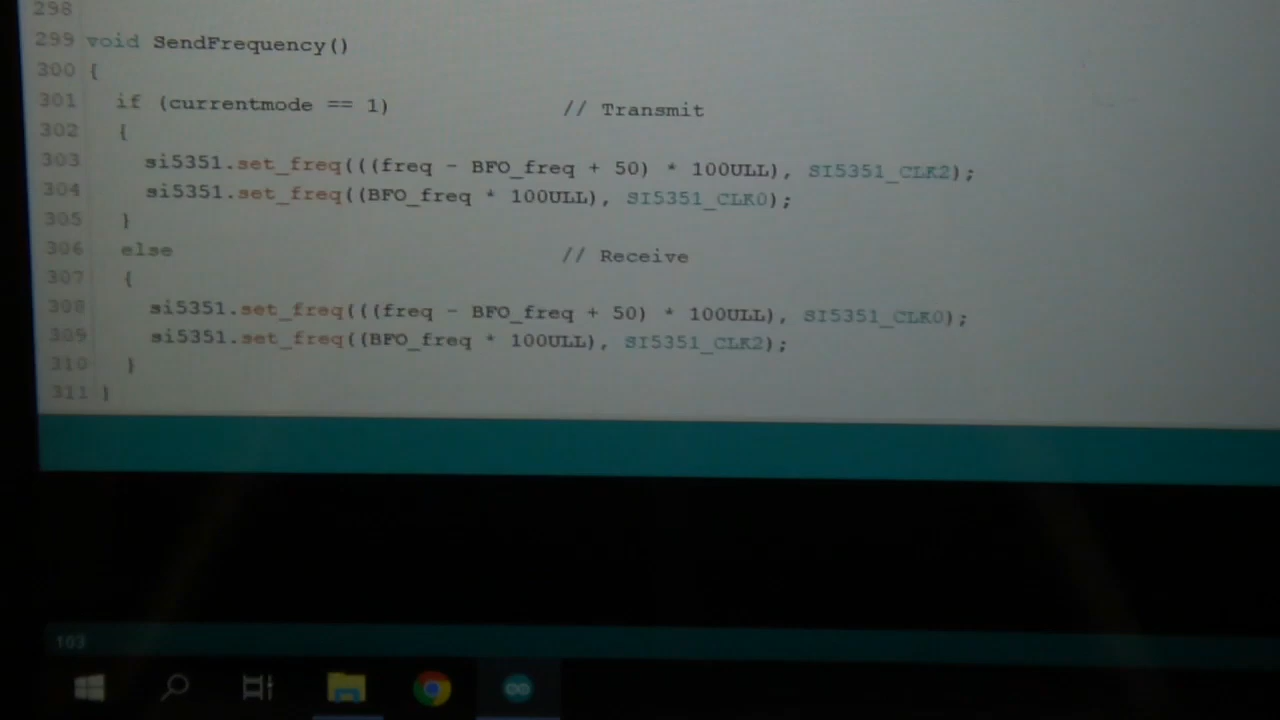 298
299 void SendFrequency()
300 {
301 if (currentmode == 1) // Transmit
302 {
303 si5351.set_freq(((freq - BFO_freq + 50) * 100ULL), SI5351_CLK2);
304 si5351.set_freq((BFO_freq * 100ULL), SI5351_CLK0);
305 }
306 else // Receive
307 {
308 si5351.set_freq(((freq - BFO_freq + 50) * 100ULL), SI5351_CLK0);
309 si5351.set_freq((BFO_freq * 100ULL), SI5351_CLK2);
310 }
311 }
103